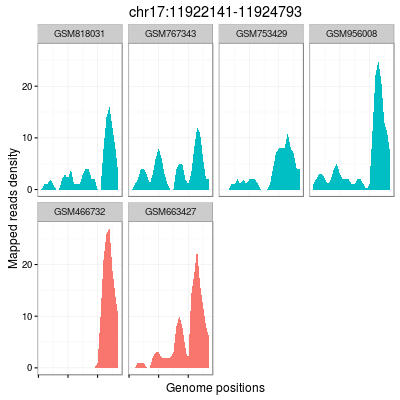 chr17:11922141-11924793
GSM818031 GSM767343 GSM753429 GSM956008
20
10
0
Mapped reads density
GSM466732 GSM663427
20
10
0
Genome positions